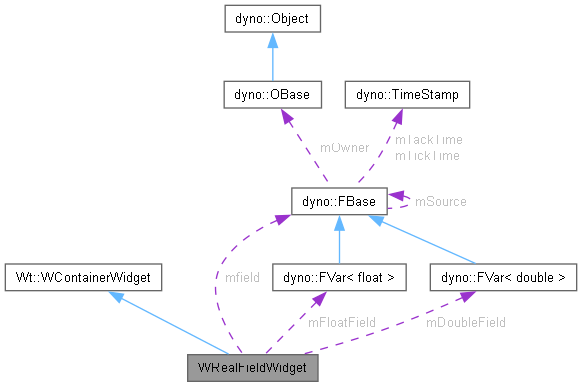 dyno::Object
dyno::OBase
dyno::TimeStamp
mOwner
mTackTime
mTickTime
dyno::FBase
mSource
Wt::WContainerWidget
mfield
dyno::FVar< float >
dyno::FVar< double >
mFloatField
mDoubleField
WRealFieldWidget